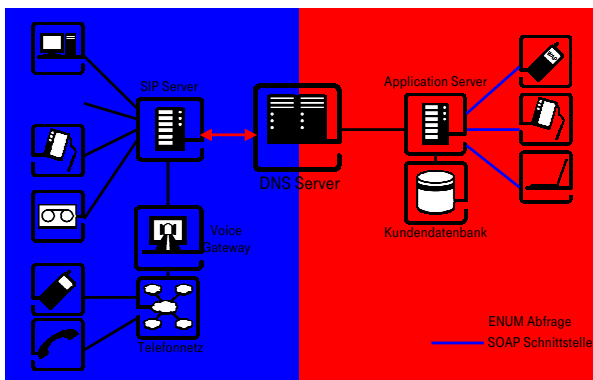 SIP Server
Application Server
DNS Server
Voice
Gateway
Kundendatenbank
Telefonnetz
ENUM Abfrage
SOAP Schnittstelle